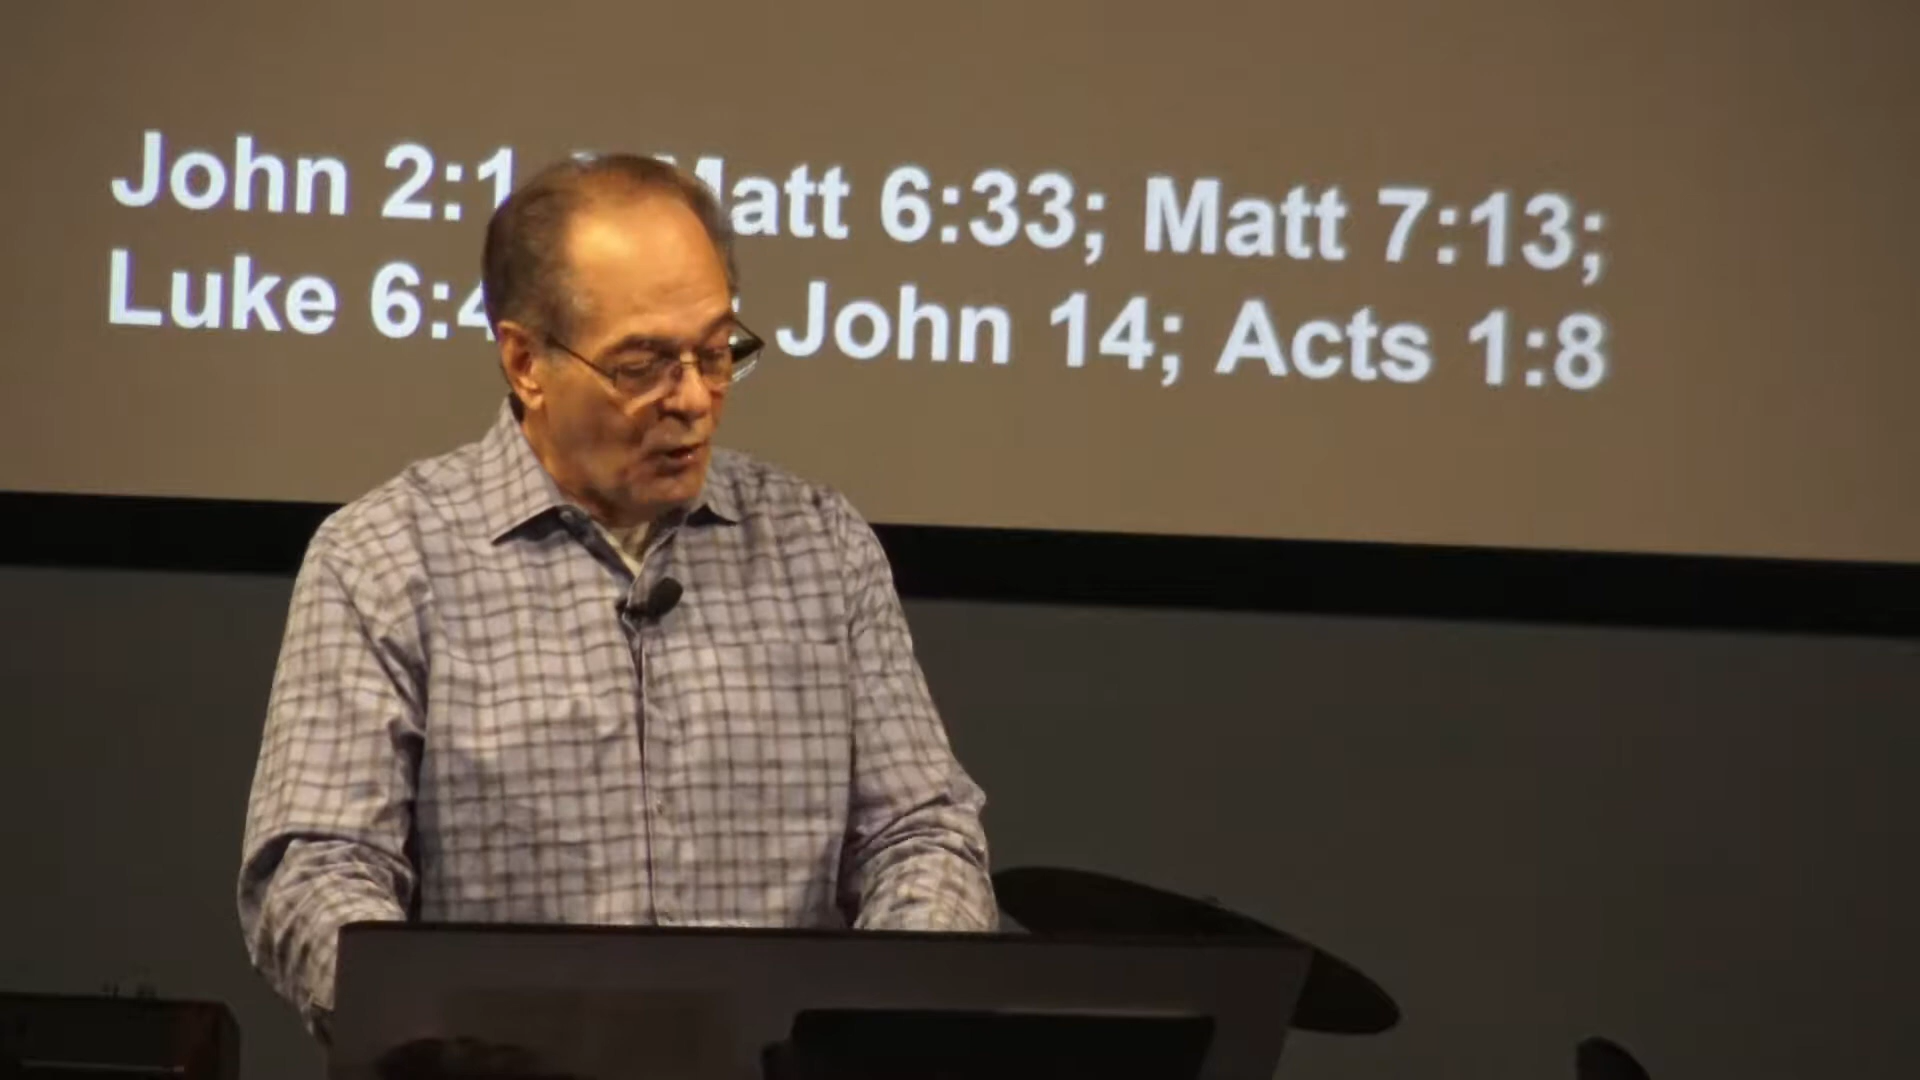 John 2:1 Matt 6:33; Matt 7:13;
Luke 6:4 ; John 14; Acts 1:8